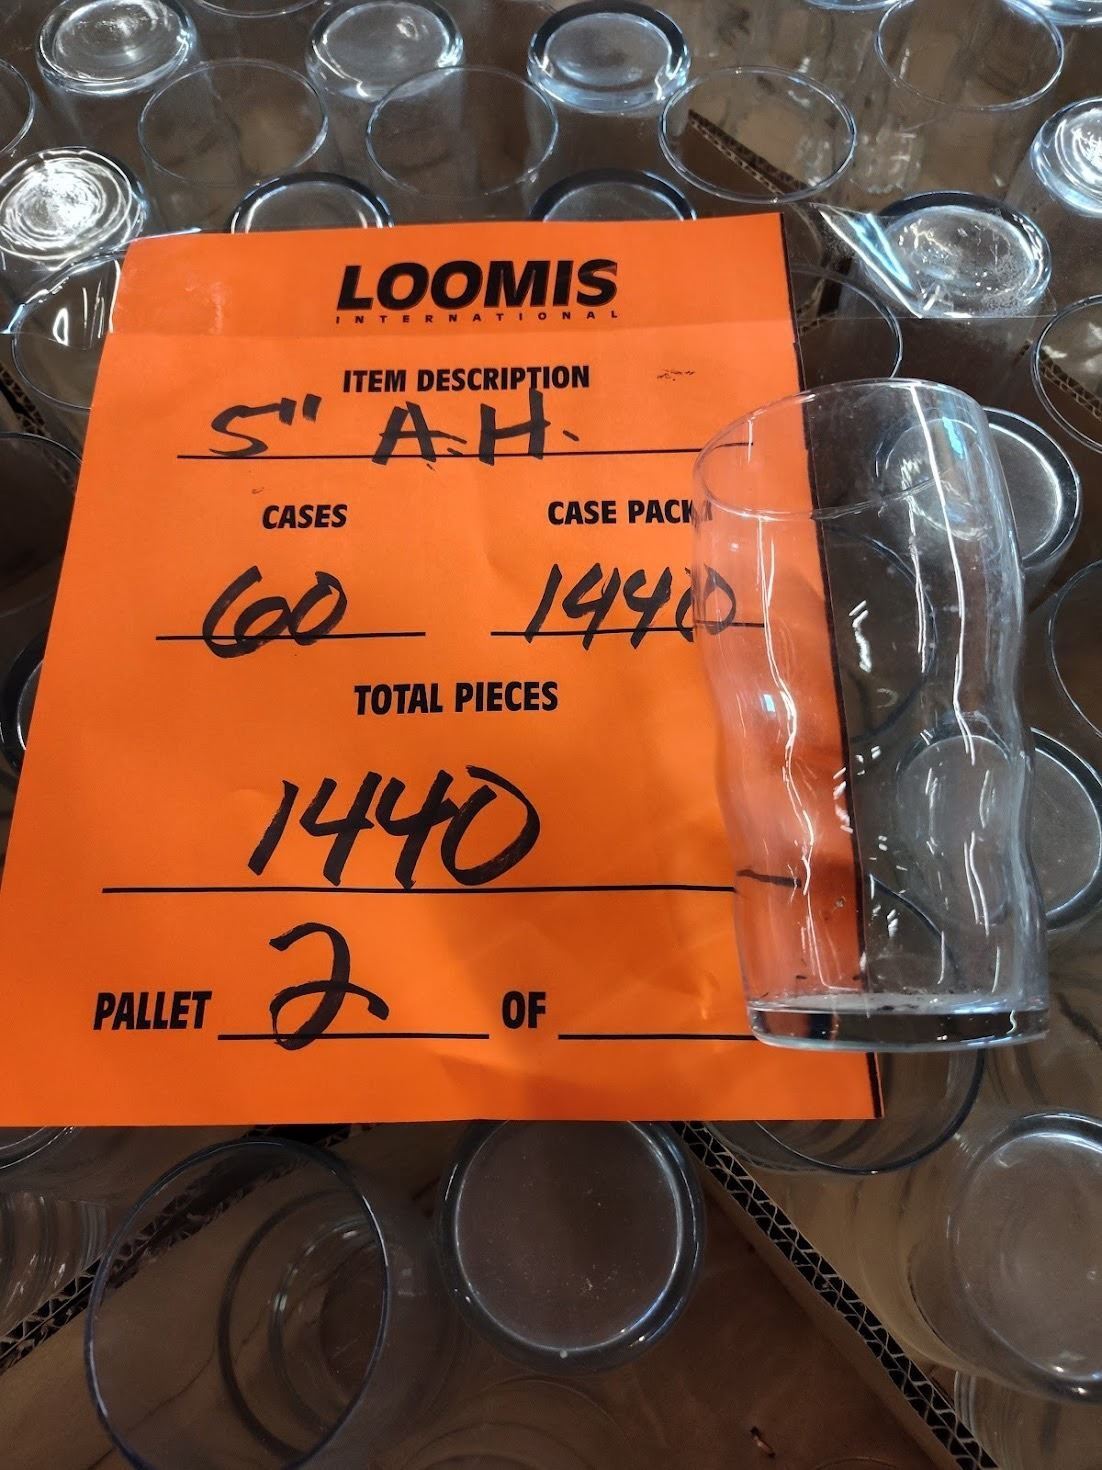 LOOMIS
INTERNATIONAL
ITEM DESCRIPTION
5" A.H.
CASES CASE PACK
60 1440
TOTAL PIECES
1440
PALLET 2 OF